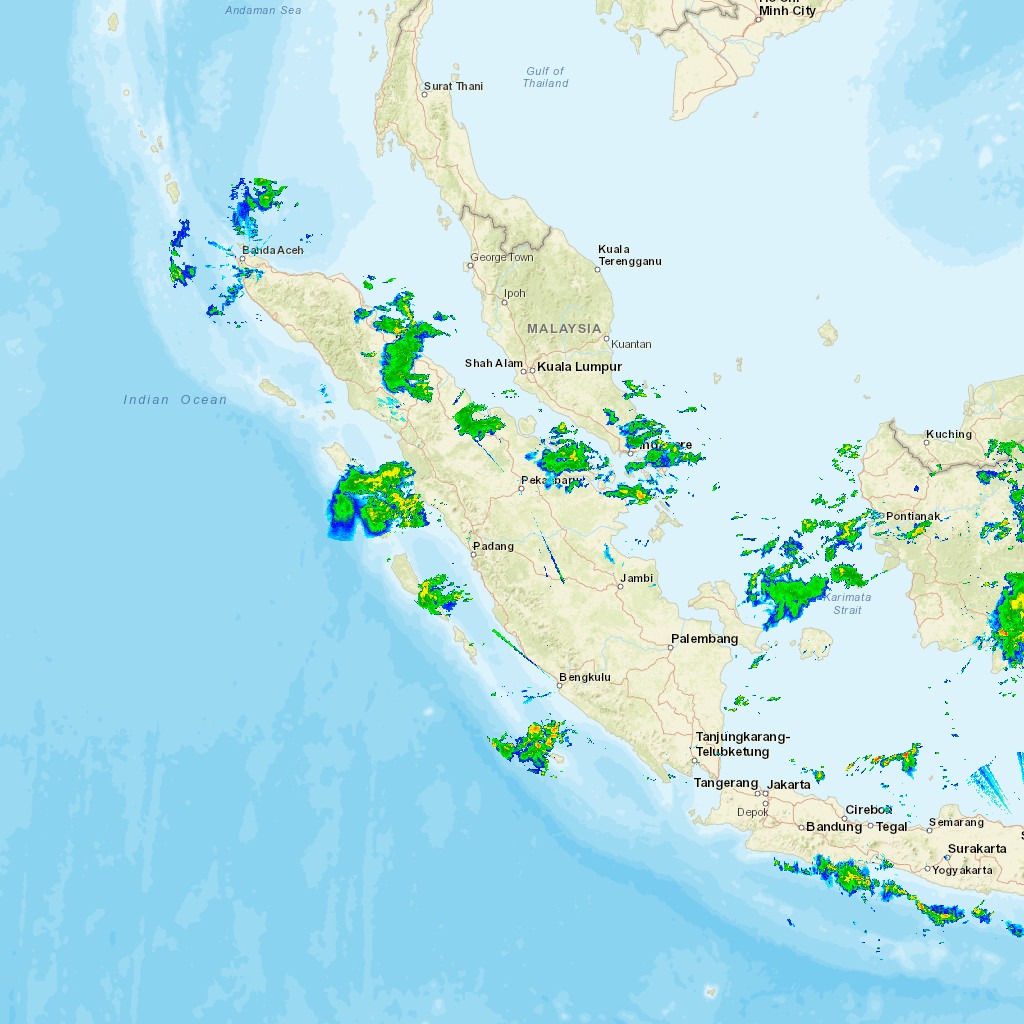 Andaman Sea
Minh City
Gulf of
Thailand
Surat Thani
Banda Aceh
George Town
Kuala
Terengganu
Ipoh
MALAYSIA
Kuantan
Shah Alam
Kuala Lumpur
Indian Ocean
Kuching
Pontianak
Padang
Jambi
Karimata
Strait
Palembang
Bengkulu
Tanjungkarang-
Telubketung
Tangerang
Jakarta
Depok
Cirebon
Bandung
Tegal
Semarang
Surakarta
Yogyakarta